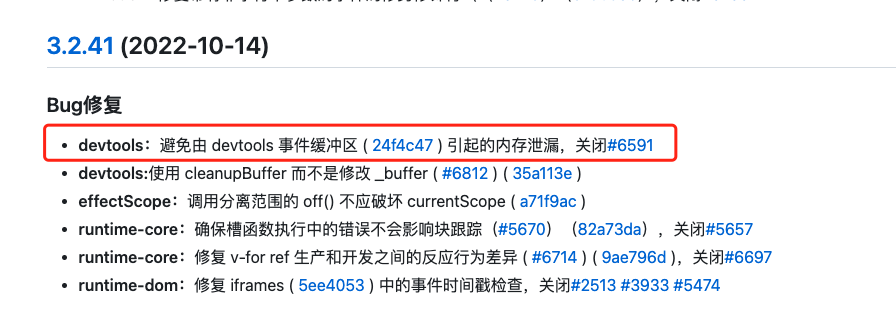 3.2.41 (2022-10-14)
Bug修复
devtools：避免由 devtools 事件缓冲区 ( 24f4c47 ) 引起的内存泄漏，关闭#6591
devtools:使用 cleanupBuffer 而不是修改 _buffer ( #6812 ) ( 35a113e )
effectScope：调用分离范围的 off() 不应破坏 currentScope ( a71f9ac )
runtime-core：确保槽函数执行中的错误不会影响块跟踪（#5670）（82a73da），关闭#5657
runtime-core：修复 v-for ref 生产和开发之间的反应行为差异 ( #6714 ) ( 9ae796d )，关闭#6697
runtime-dom：修复 iframes ( 5ee4053 ) 中的事件时间戳检查，关闭#2513 #3933 #5474